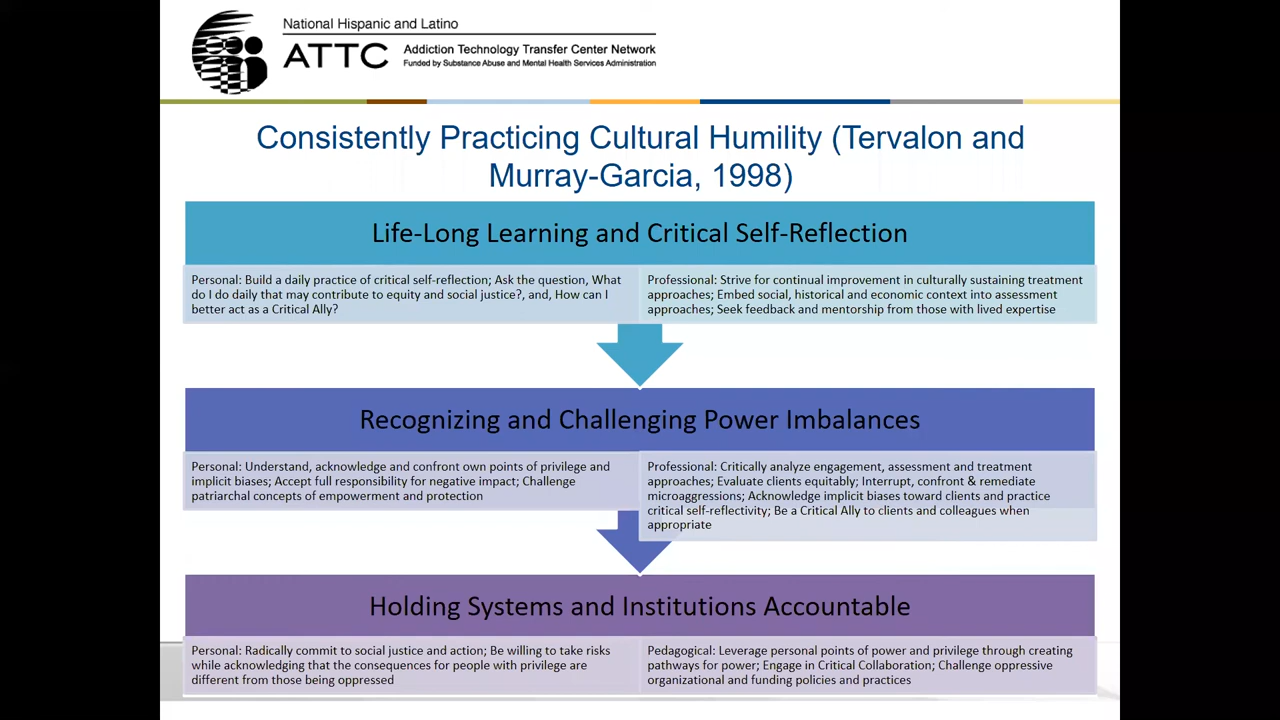 National Hispanic and Latino
ATTC
Addiction Technology Transfer Center Network
Funded by Substance Abuse and Mental Health Services Administration
Consistently Practicing Cultural Humility (Tervalon and
Murray-Garcia, 1998)
Life-Long Learning and Critical Self-Reflection
Personal: Build a daily practice of critical self-reflection; Ask the question, What
do I do daily that may contribute to equity and social justice?, and, How can I
better act as a Critical Ally?
Professional: Strive for continual improvement in culturally sustaining treatment
approaches; Embed social, historical and economic context into assessment
approaches; Seek feedback and mentorship from those with lived expertise
Recognizing and Challenging Power Imbalances
Personal: Understand, acknowledge and confront own points of privilege and
implicit biases; Accept full responsibility for negative impact; Challenge
patriarchal concepts of empowerment and protection
Professional: Critically analyze engagement, assessment and treatment
approaches; Evaluate clients equitably; Interrupt, confront & remediate
microaggressions; Acknowledge implicit biases toward clients and practice
critical self-reflectivity; Be a Critical Ally to clients and colleagues when
appropriate
Holding Systems and Institutions Accountable
Personal: Radically commit to social justice and action; Be willing to take risks
while acknowledging that the consequences for people with privilege are
different from those being oppressed
Pedagogical: Leverage personal points of power and privilege through creating
pathways for power; Engage in Critical Collaboration; Challenge oppressive
organizational and funding policies and practices